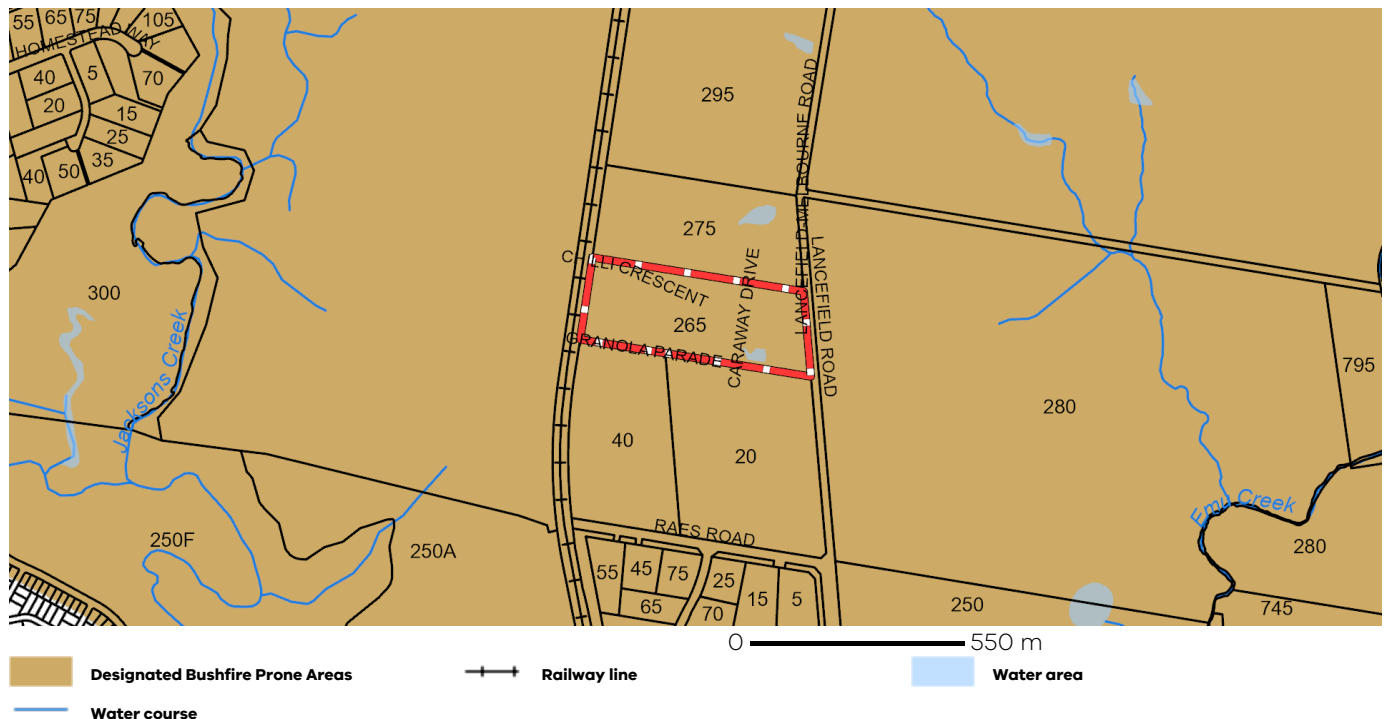 55
65
75
105
HOMESTEAD WAY
40
5
70
20
15
25
35
40
50
295
LANCEFIELD-MELBOURNE ROAD
275
LANCEFIELD ROAD
CARAWAY DRIVE
CRESCENT
265
GRANOLA PARADE
300
Jacksons Creek
795
280
40
20
Emu Creek
RAES ROAD
250F
250A
280
55
45
75
25
15
5
65
70
250
745
0
550 m
Designated Bushfire Prone Areas
Railway line
Water area
Water course